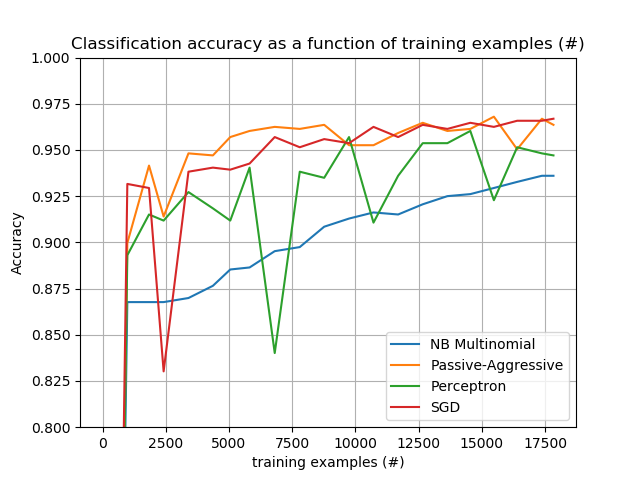 Classification accuracy as a function of training examples (#)
1.000
0.975
0.950
0.925
0.900
0.875
0.850
0.825
0.800
Accuracy
NB Multinomial
Passive-Aggressive
Perceptron
SGD
0 2500 5000 7500 10000 12500 15000 17500
training examples (#)